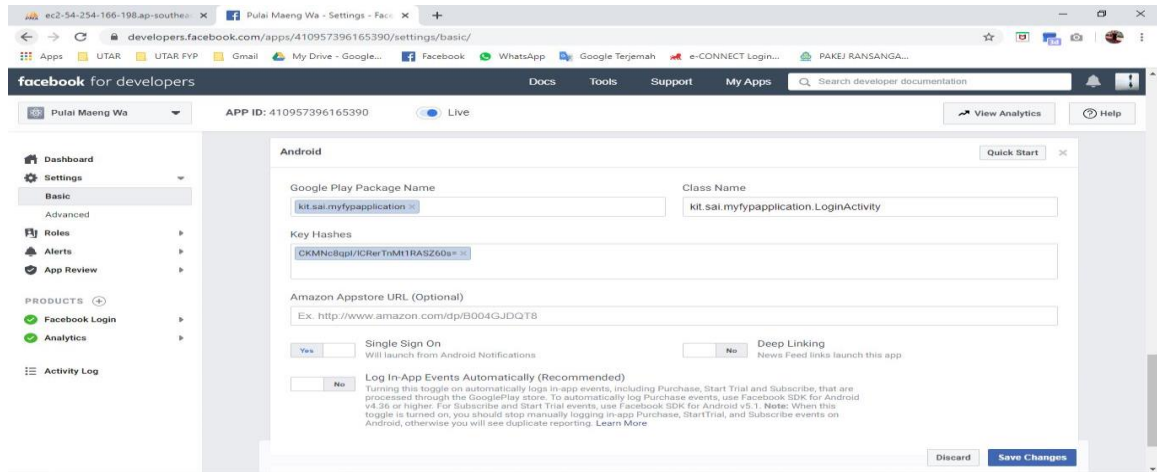 ec2-54-254-166-198.ap-southea
Pulai Maeng Wa - Settings - Face
developers.facebook.com/apps/410957396165390/settings/basic/
Apps UTAR UTAR FYP Gmail My Drive - Google... Facebook WhatsApp Google Terjemah e-CONNECT Login... PAKEJ RANSANGA...
facebook for developers Docs Tools Support My Apps Search developer documentation
Pulai Maeng Wa APP ID: 410957396165390 Live View Analytics Help
Dashboard
Settings
Basic
Advanced
Roles
Alerts
App Review
PRODUCTS
Facebook Login
Analytics
Activity Log
Android Quick Start
Google Play Package Name Class Name
kit.sai.myfypapplication kit.sai.myfypapplication.LoginActivity
Key Hashes
Amazon Appstore URL (Optional)
Ex. http://www.amazon.com/dp/B004GJDQT8
Single Sign On Deep Linking
Yes Will launch from Android Notifications No News Feed links launch this app
Log In-App Events Automatically (Recommended)
No Turning this toggle on automatically logs in-app events, including Purchase, Start Trial and Subscribe, that are
processed through the GooglePlay store. To automatically log Purchase events, use Facebook SDK for Android
v4.36 or higher. For Subscribe and Start Trial events, use Facebook SDK for Android v5.1. Note: When this
toggle is turned on, you should stop manually logging in-app Purchase, StartTrial, and Subscribe events on
Android, otherwise you will see duplicate reporting. Learn More
Discard Save Changes